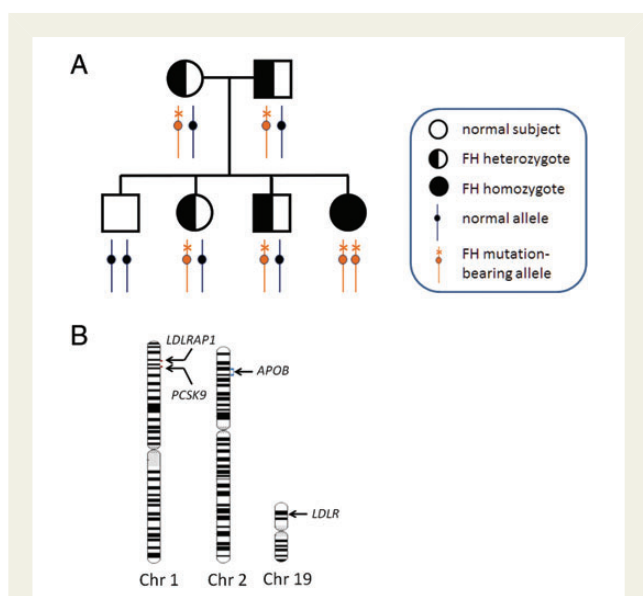 A
normal subject
FH heterozygote
FH homozygote
normal allele
FH mutation-
bearing allele
B
LDLRAP1
PCSK9
APOB
LDLR
Chr 1
Chr 2
Chr 19